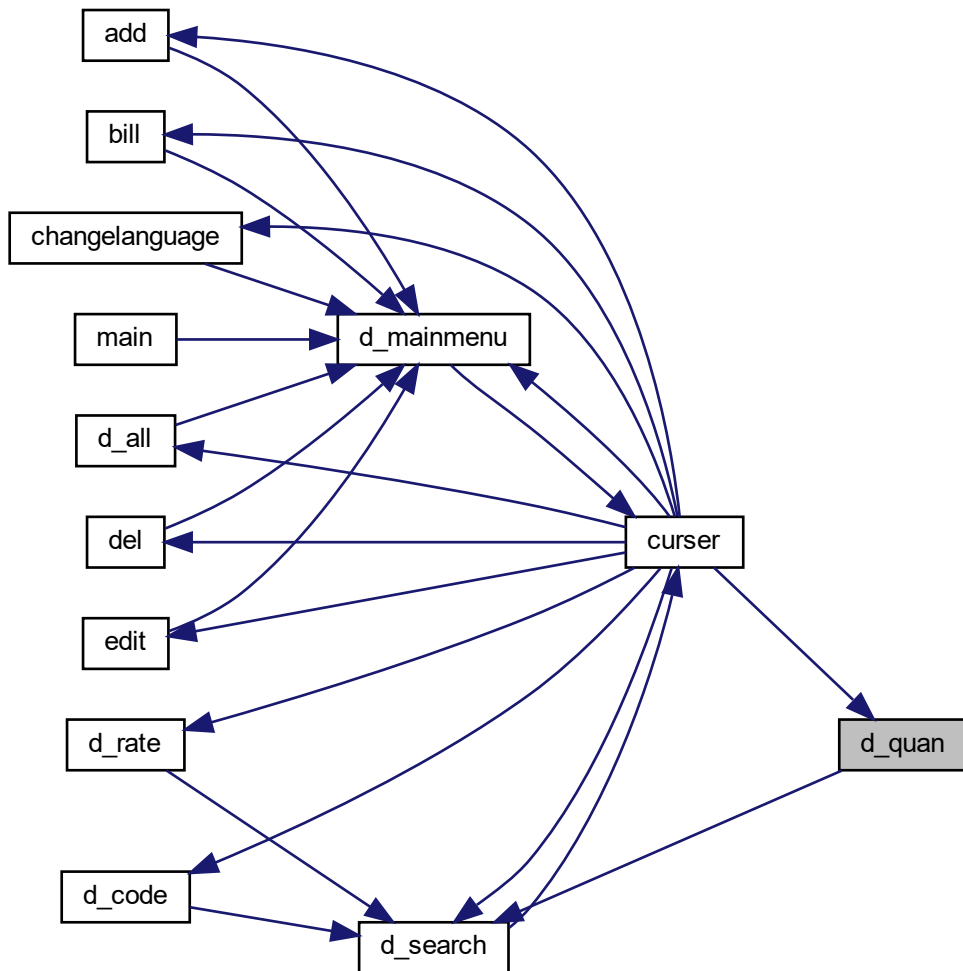 add
bill
changelanguage
main
d_mainmenu
d_all
del
curser
edit
d_rate
d_quan
d_code
d_search